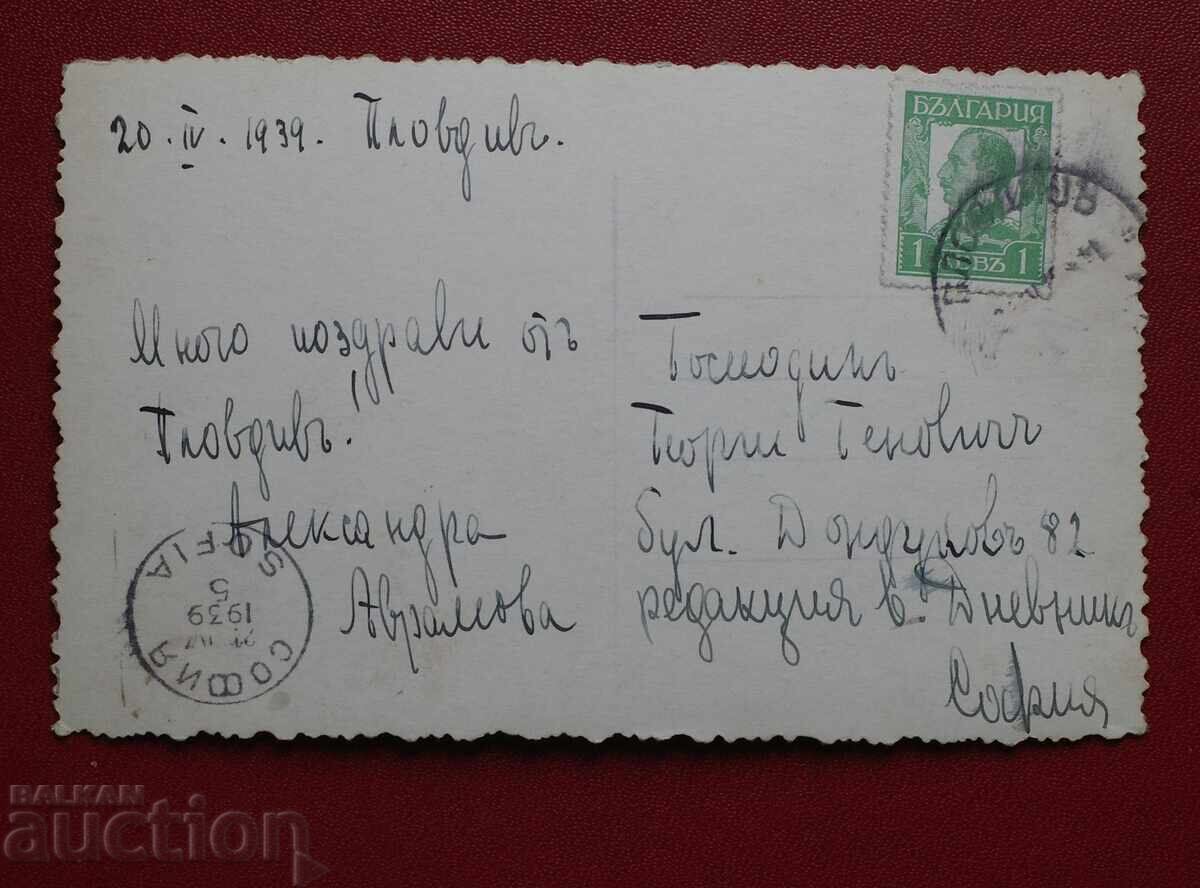 20. IV. 1939. Пловдивъ.
БЪЛГАРИЯ
1 ЛЕВЪ 1
Много поздрави отъ
Пловдивъ!
Александра
Аврамова
Господинъ
Георги Геновичъ
бул. Дондуковъ 82
редакция в. Дневникъ
София
SOFIA
5
1939
СОФИЯ
BALKAN
auction